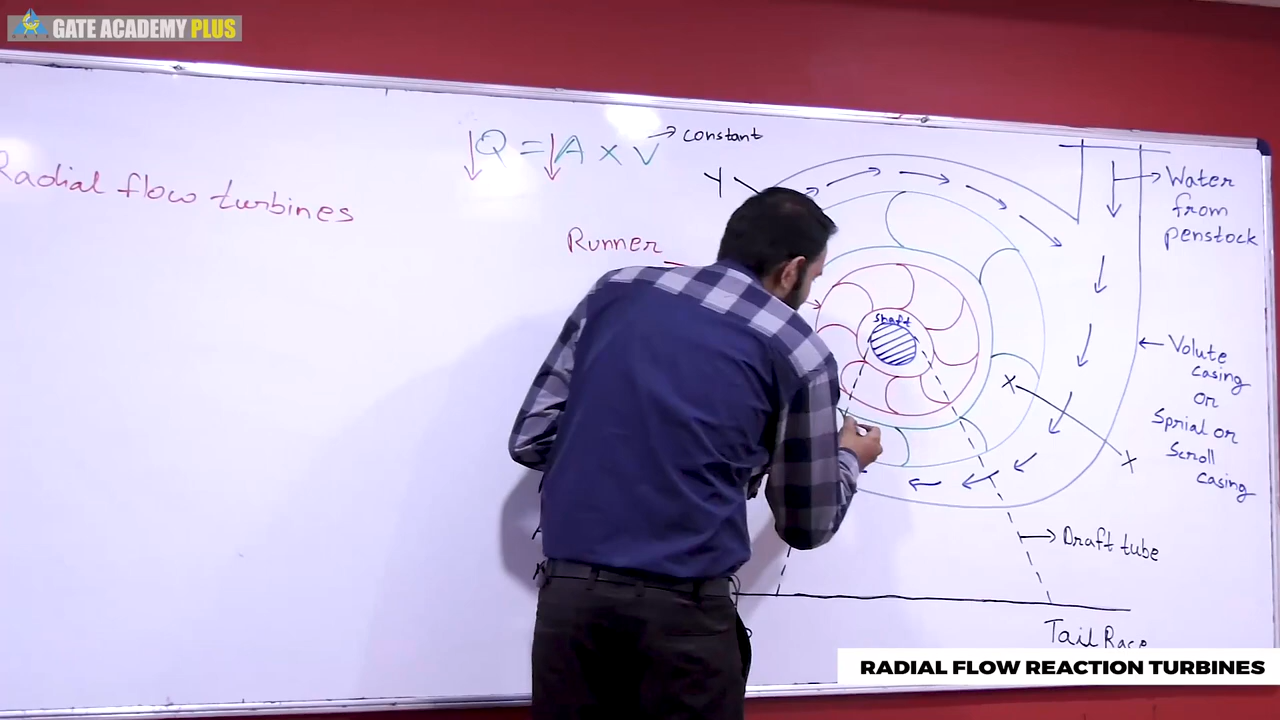 GATE ACADEMY PLUS
Radial flow turbines
↓Q = ↓A x V → constant
Y
Runner
shaft
Water
from
penstock
X
Volute
casing
or
Sprial or
Scroll
casing
X
Draft tube
Tail Race
RADIAL FLOW REACTION TURBINES